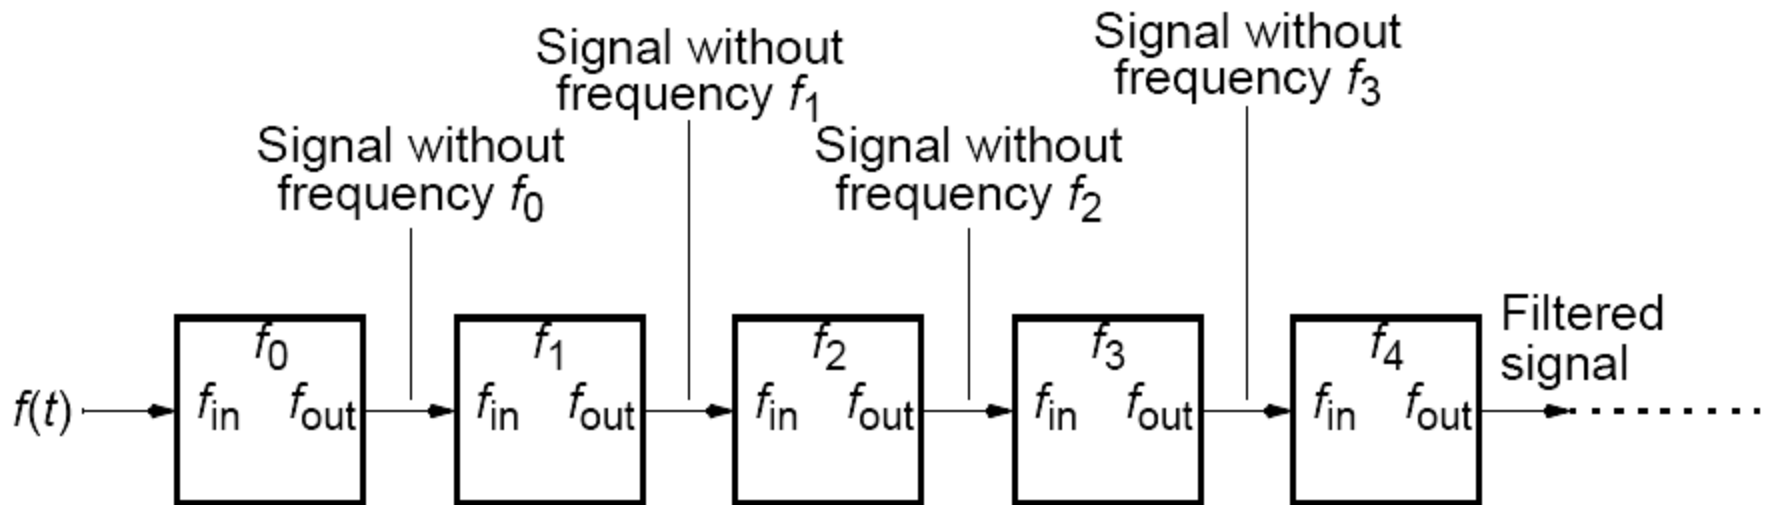 Signal without
frequency f0
Signal without
frequency f1
Signal without
frequency f2
Signal without
frequency f3
f(t)
f0
fin fout
f1
fin fout
f2
fin fout
f3
fin fout
f4
fin fout
Filtered
signal